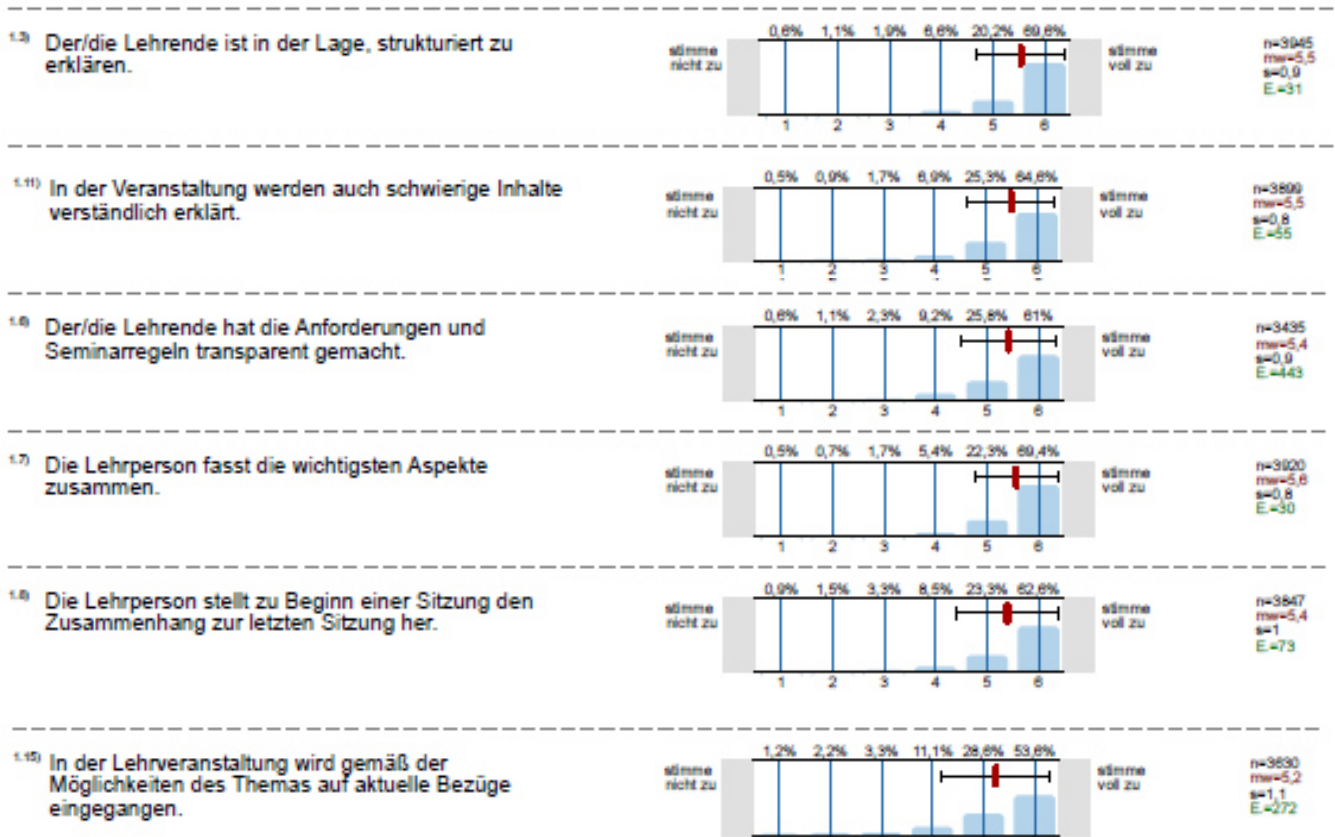 1.3) Der/die Lehrende ist in der Lage, strukturiert zu
erklären.
stimme
nicht zu
0,6% 1,1% 1,9% 6,6% 20,2% 69,6%
1 2 3 4 5 6
stimme
voll zu
n=3945
mw=5,5
s=0,9
E.=31
1.11) In der Veranstaltung werden auch schwierige Inhalte
verständlich erklärt.
stimme
nicht zu
0,5% 0,9% 1,7% 6,9% 25,3% 64,6%
1 2 3 4 5 6
stimme
voll zu
n=3899
mw=5,5
s=0,8
E.=55
1.6) Der/die Lehrende hat die Anforderungen und
Seminarregeln transparent gemacht.
stimme
nicht zu
0,6% 1,1% 2,3% 9,2% 25,8% 61%
1 2 3 4 5 6
stimme
voll zu
n=3435
mw=5,4
s=0,9
E.=443
1.7) Die Lehrperson fasst die wichtigsten Aspekte
zusammen.
stimme
nicht zu
0,5% 0,7% 1,7% 5,4% 22,3% 69,4%
1 2 3 4 5 6
stimme
voll zu
n=3920
mw=5,6
s=0,8
E.=30
Die Lehrperson stellt zu Beginn einer Sitzung den
Zusammenhang zur letzten Sitzung her.
stimme
nicht zu
0,9% 1,5% 3,3% 8,5% 23,3% 62,6%
1 2 3 4 5 6
stimme
voll zu
n=3847
mw=5,4
s=1
E.=73
1.15) In der Lehrveranstaltung wird gemäß der
Möglichkeiten des Themas auf aktuelle Bezüge
eingegangen.
stimme
nicht zu
1,2% 2,2% 3,3% 11,1% 28,6% 53,6%
stimme
voll zu
n=3630
mw=5,2
s=1,1
E.=272